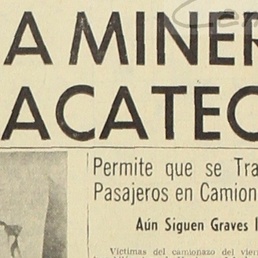 A MINER
ACATEC
Permite que se Tra
Pasajeros en Camion
Aún Siguen Graves l
Víctimas del camionazo del vier